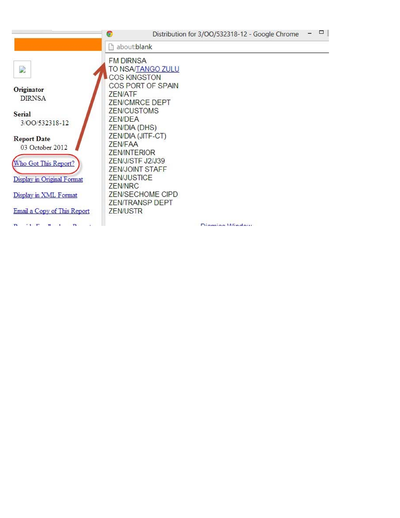 Distribution for 3/OO/532318-12 - Google Chrome
about:blank
Originator
DIRNSA
Serial
3/OO/532318-12
Report Date
03 October 2012
Who Got This Report?
Display in Original Format
Display in XML Format
Email a Copy of This Report
FM DIRNSA
TO NSA/TANGO ZULU
COS KINGSTON
COS PORT OF SPAIN
ZEN/ATF
ZEN/CMRCE DEPT
ZEN/CUSTOMS
ZEN/DEA
ZEN/DIA (DHS)
ZEN/DIA (JITF-CT)
ZEN/FAA
ZEN/INTERIOR
ZEN/J/STF J2/J39
ZEN/JOINT STAFF
ZEN/JUSTICE
ZEN/NRC
ZEN/SECHOME CIPD
ZEN/TRANSP DEPT
ZEN/USTR
Dismiss Window